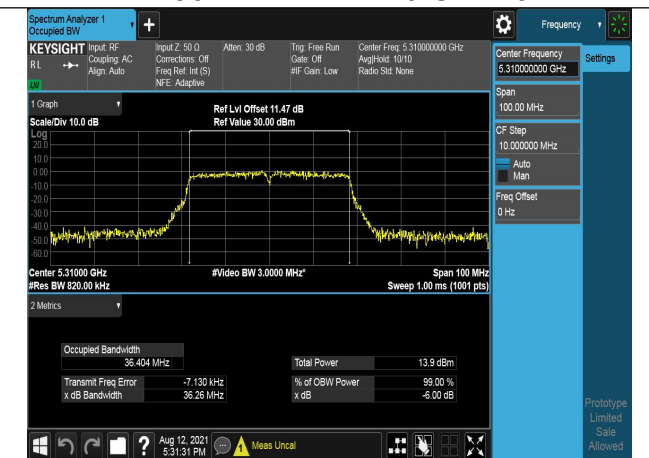 Spectrum Analyzer 1
Occupied BW
Frequency
KEYSIGHT
Input: RF
Input Z: 50 Ω
Atten: 30 dB
Trig: Free Run
Center Freq: 5.310000000 GHz
RL
Coupling: AC
Corrections: Off
Gate: Off
Avg|Hold: 10/10
Align: Auto
Freq Ref: Int (S)
#IF Gain: Low
Radio Std: None
NFE: Adaptive
Center Frequency
5.310000000 GHz
Settings
Span
100.00 MHz
CF Step
10.000000 MHz
Auto
Man
Freq Offset
0 Hz
1 Graph
Ref Lvl Offset 11.47 dB
Scale/Div 10.0 dB
Ref Value 30.00 dBm
Log
20.0
10.0
0.00
-10.0
-20.0
-30.0
-40.0
-50.0
-60.0
Center 5.31000 GHz
#Video BW 3.0000 MHz*
Span 100 MHz
#Res BW 820.00 kHz
Sweep 1.00 ms (1001 pts)
2 Metrics
Occupied Bandwidth
36.404 MHz
Total Power
13.9 dBm
Transmit Freq Error
-7.130 kHz
% of OBW Power
99.00 %
x dB Bandwidth
36.26 MHz
x dB
-6.00 dB
Prototype
Limited
Sale
Allowed
?
Aug 12, 2021
5:31:31 PM
Meas Uncal